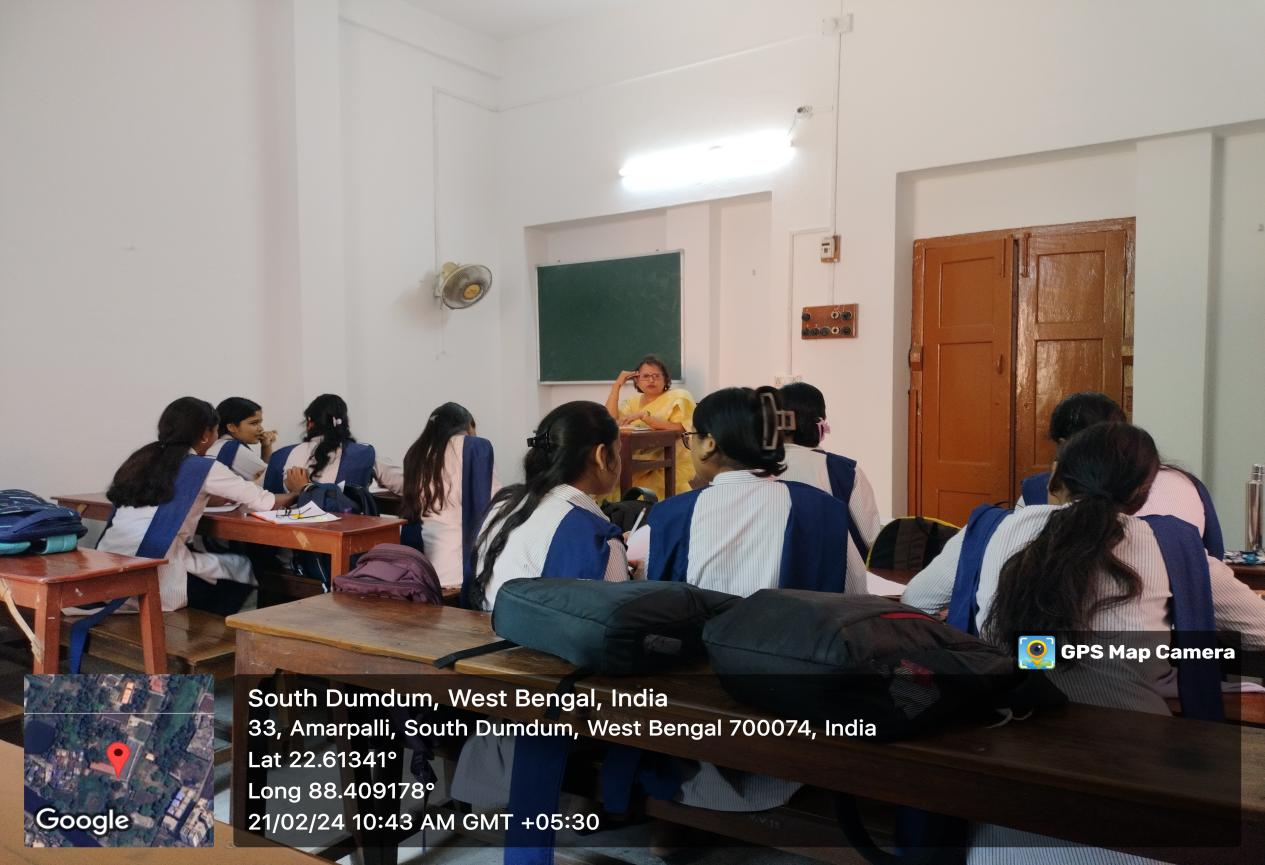 GPS Map Camera
South Dumdum, West Bengal, India
33, Amarpalli, South Dumdum, West Bengal 700074, India
Lat 22.61341°
Long 88.409178°
21/02/24 10:43 AM GMT +05:30
Google